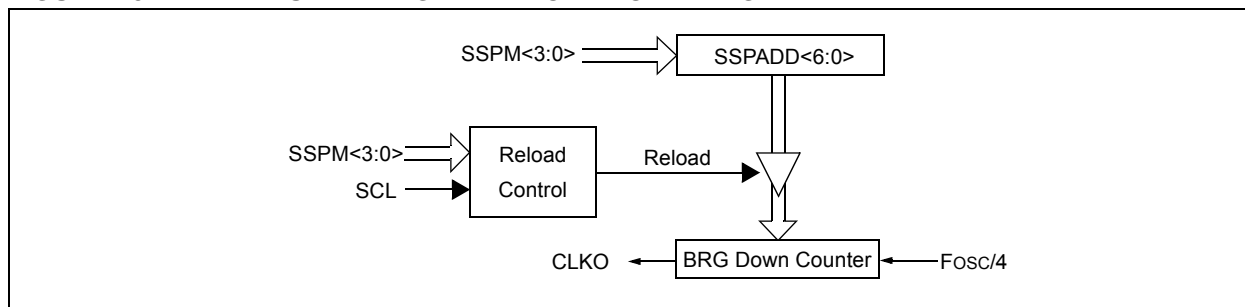 SSPM<3:0>
SSPADD<6:0>
SSPM<3:0>
SCL
Reload
Control
Reload
CLKO
BRG Down Counter
FOSC/4